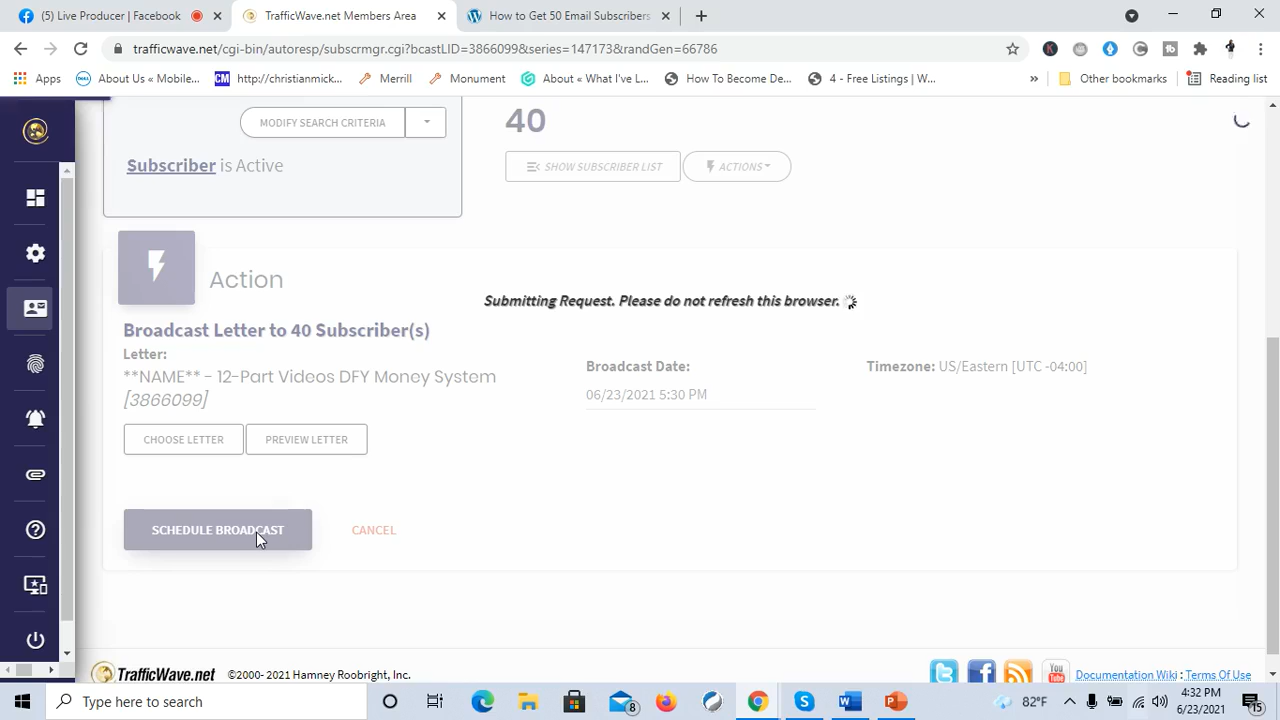 (5) Live Producer | Facebook
TrafficWave.net Members Area
How to Get 50 Email Subscribers
trafficwave.net/cgi-bin/autoresp/subscrmgr.cgi?bcastLID=3866099&series=147173&randGen=66786
Apps
About Us « Mobile...
http://christianmick...
Merrill
Monument
About « What I've L...
How To Become De...
4 - Free Listings | W...
»
Other bookmarks
Reading list
MODIFY SEARCH CRITERIA
40
Subscriber is Active
SHOW SUBSCRIBER LIST
ACTIONS
Action
Submitting Request. Please do not refresh this browser.
Broadcast Letter to 40 Subscriber(s)
Letter:
**NAME** - 12-Part Videos DFY Money System
[3866099]
Broadcast Date:
06/23/2021 5:30 PM
Timezone: US/Eastern [UTC -04:00]
CHOOSE LETTER
PREVIEW LETTER
SCHEDULE BROADCAST
CANCEL
TrafficWave.net
©2000- 2021 Hamney Roobright, Inc.
Documentation Wiki : Terms Of Use
Type here to search
8
82°F
4:32 PM
6/23/2021
15